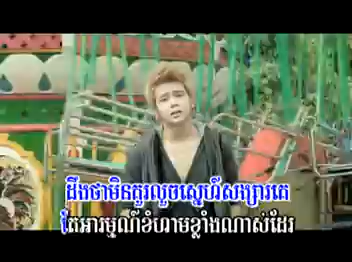 ដឹងថាមិនគួរលួចស្នេហ៍សង្សារគេ
តែអារម្មណ៍ខំហាមខ្លាំងណាស់ដែរ